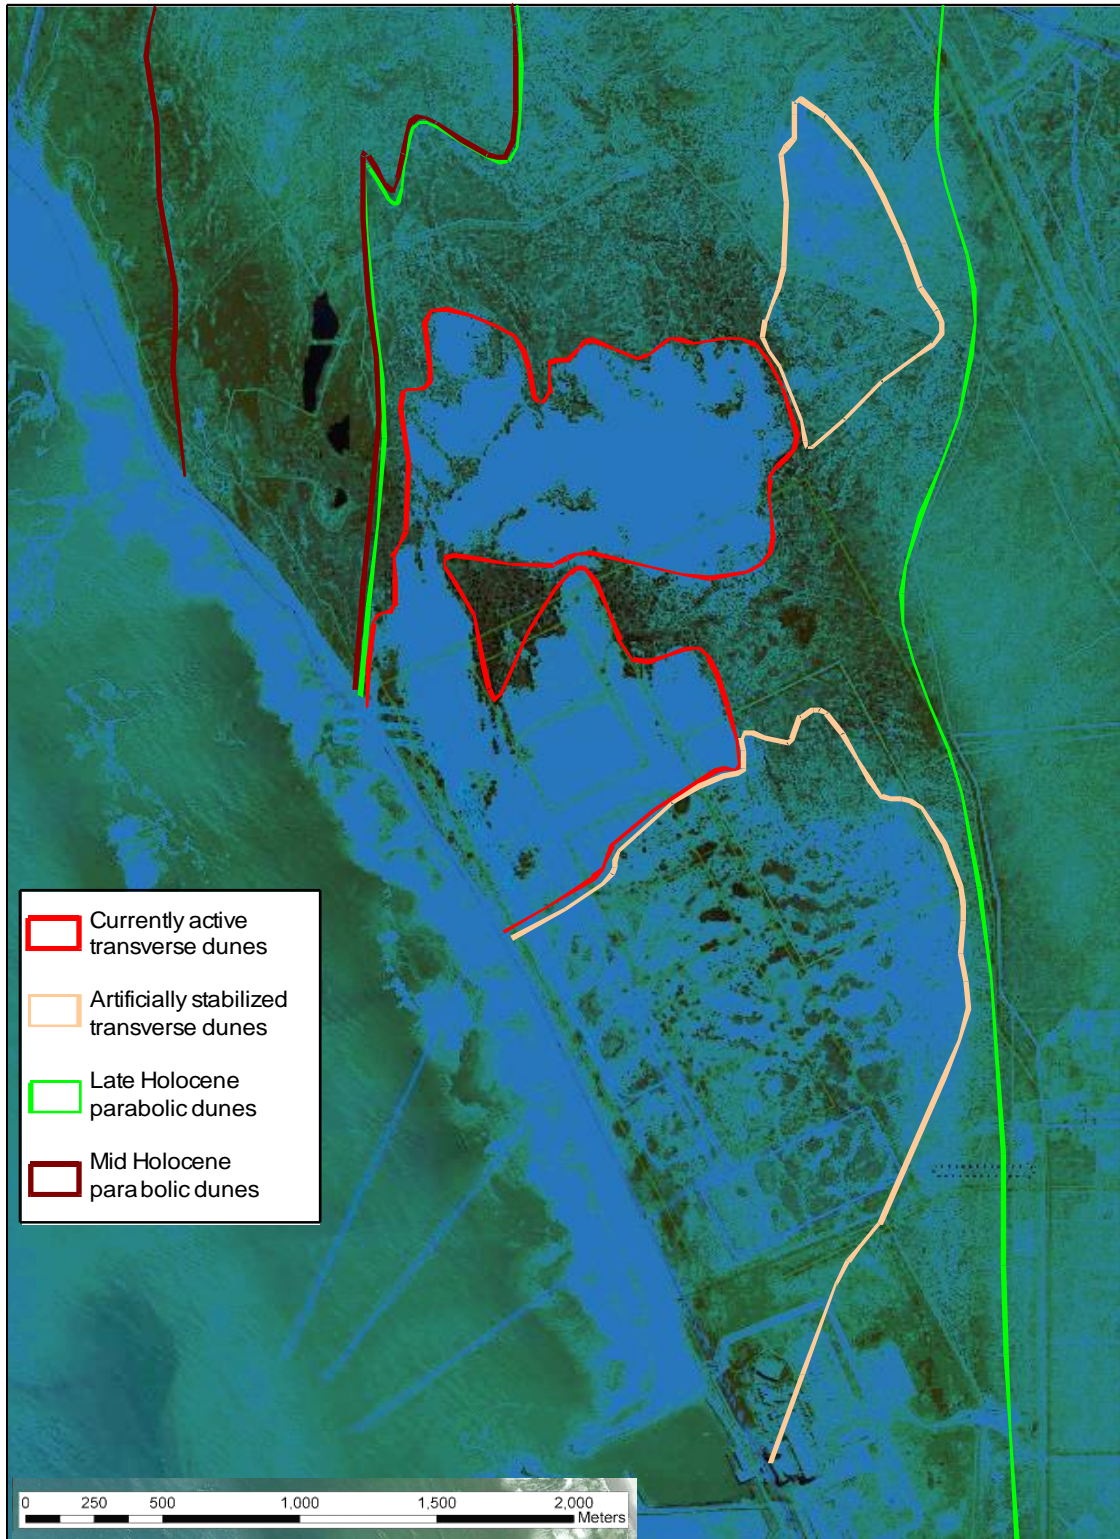 Currently active
transverse dunes
Artificially stabilized
transverse dunes
Late Holocene
parabolic dunes
Mid Holocene
parabolic dunes
0 250 500 1,000 1,500 2,000
Meters